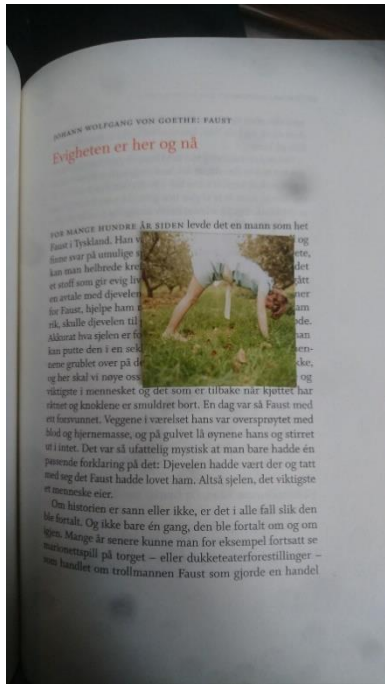 JOHANN WOLFGANG VON GOETHE: FAUST
Evigheten er her og nå
FOR MANGE HUNDRE ÅR SIDEN levde det en mann som het
Faust i Tyskland. Han og
finne svar på umulige
kan man helbrede det
et stoff som gir evig
en avtale med djevelen
for Faust, hjelpe ham
rik, skulle djevelen
Akkurat hva sjelen er
kan putte den i en
nene grublet over på
og her skal vi nøye oss og
viktigste i mennesket og det som er tilbake når kjøttet har
råtnet og knoklene er smuldret bort. En dag var så Faust med
ett forsvunnet. Veggene i værelset hans var oversprøytet med
blod og hjernemasse, og på gulvet lå øynene hans og stirret
ut i intet. Det var så ufattelig mystisk at man bare hadde én
passende forklaring på det: Djevelen hadde vært der og tatt
med seg det Faust hadde lovet ham. Altså sjelen, det viktigste
et menneske eier.
Om historien er sann eller ikke, er det i alle fall slik den
ble fortalt. Og ikke bare én gang, den ble fortalt om og om
igjen. Mange år senere kunne man for eksempel fortsatt se
marionettspill på torget – eller dukketeaterforestillinger –
som handlet om trollmannen Faust som gjorde en handel